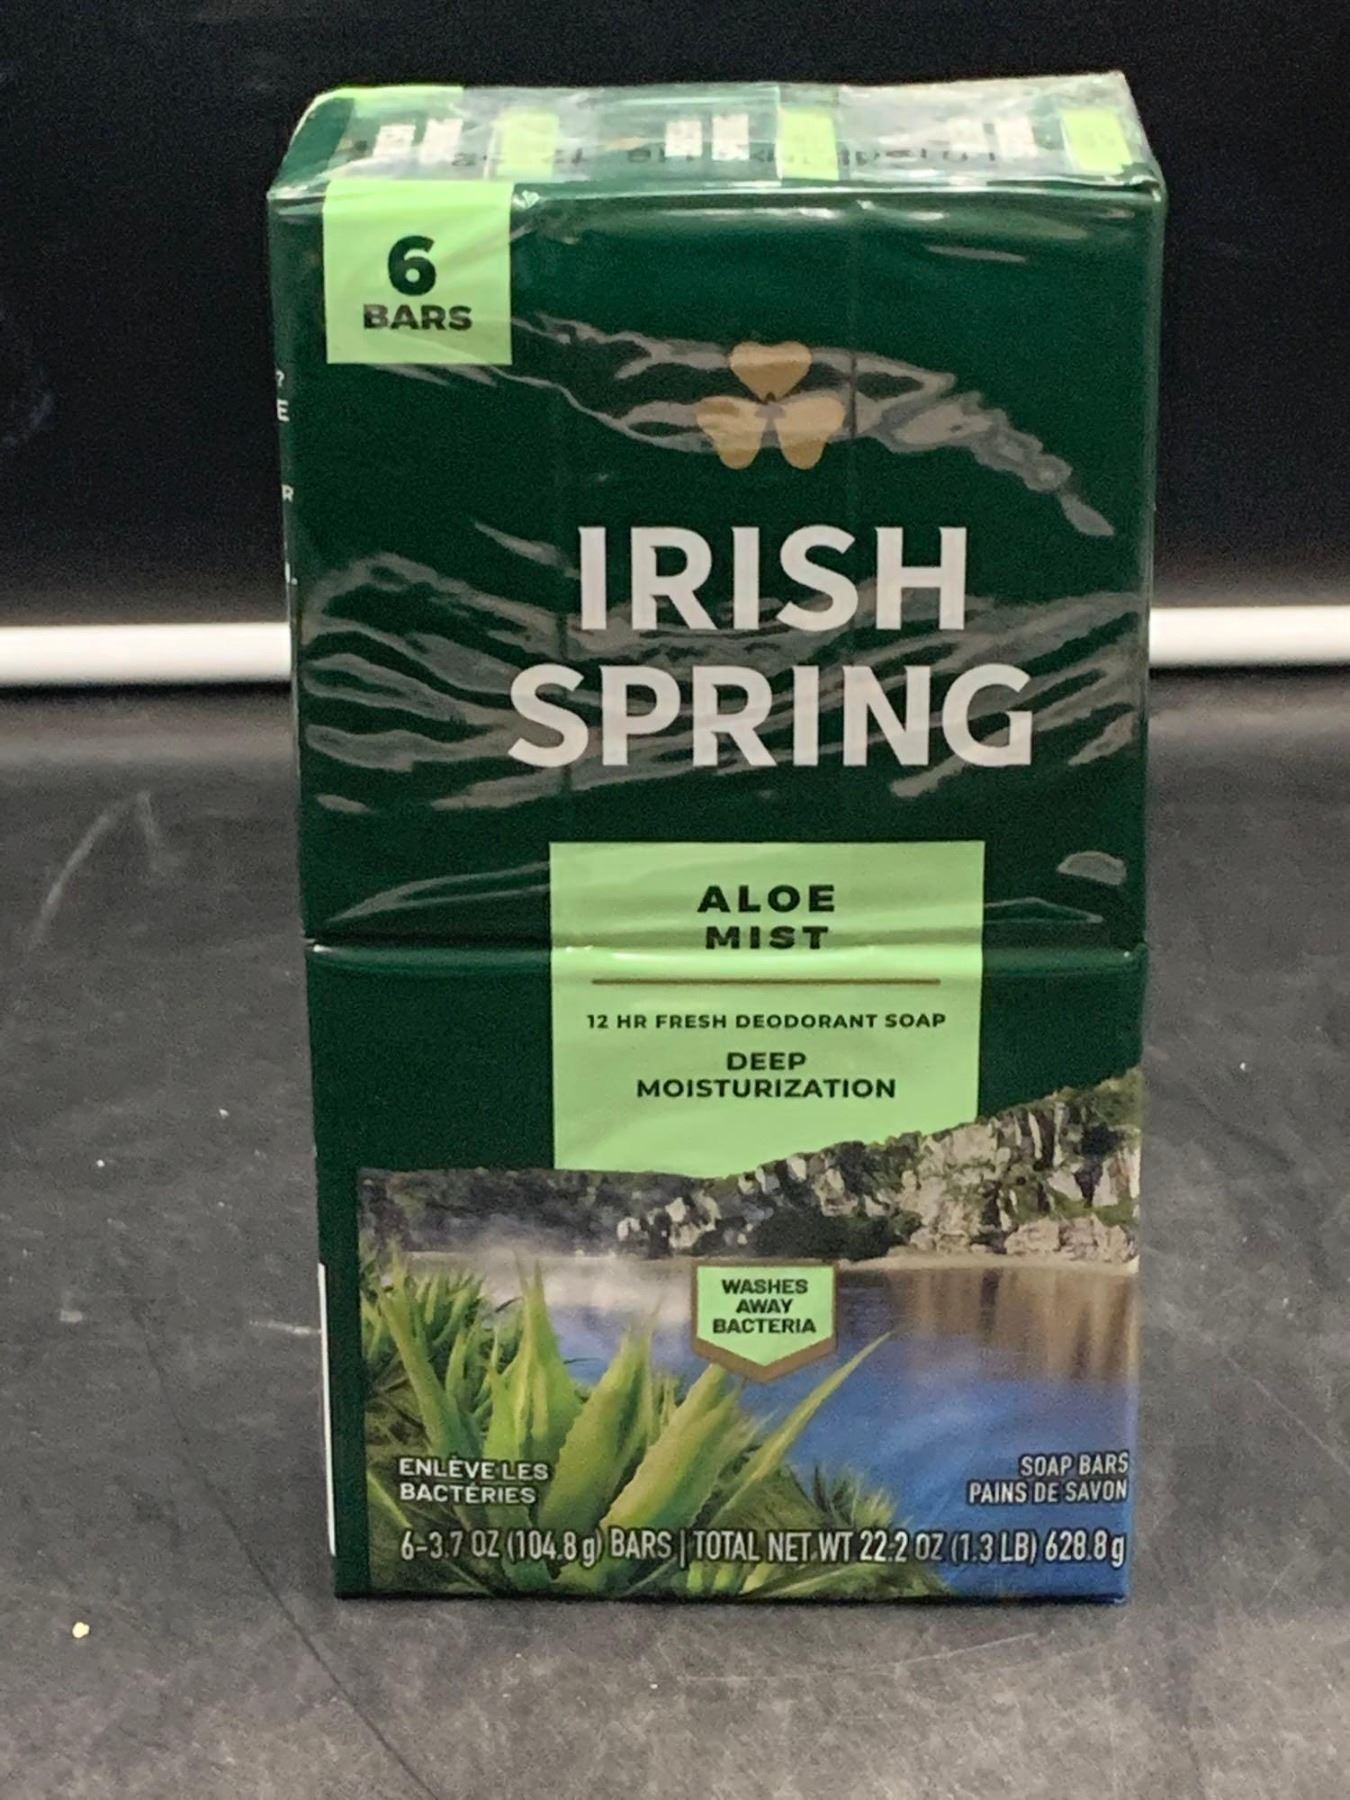 6
BARS
IRISH
SPRING
ALOE
MIST
12 HR FRESH DEODORANT SOAP
DEEP
MOISTURIZATION
WASHES
AWAY
BACTERIA
ENLÈVE LES
BACTÉRIES
SOAP BARS
PAINS DE SAVON
6-3.7 OZ (104.8 g) BARS | TOTAL NET WT 22.2 OZ (1.3 LB) 628.8 g